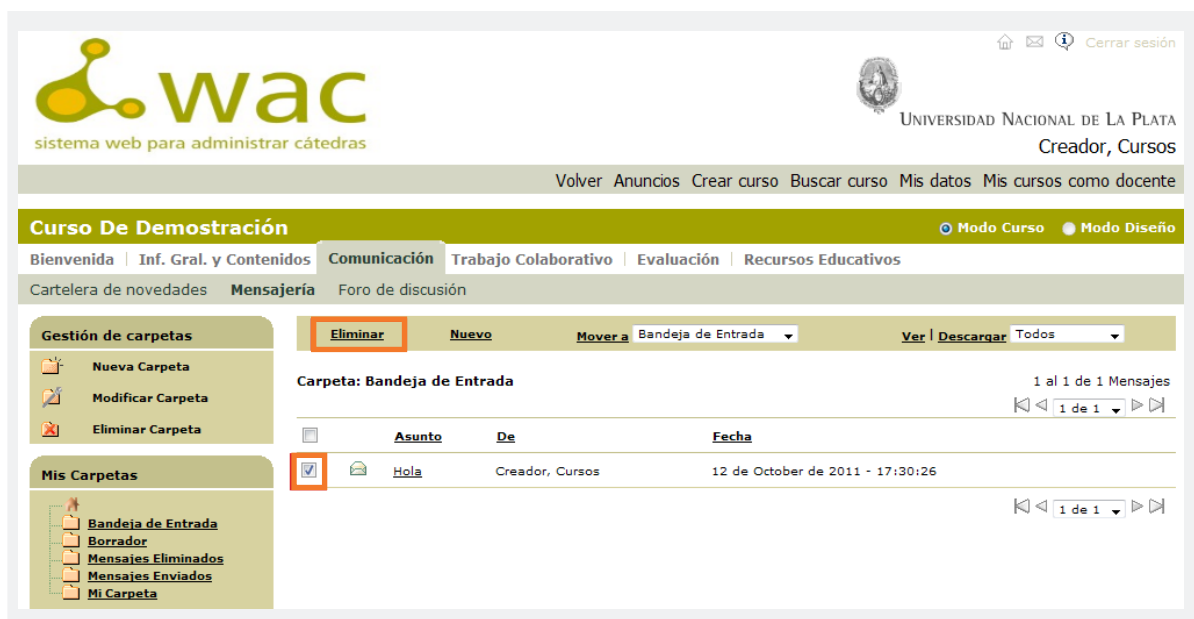 Cerrar sesión
wac
sistema web para administrar cátedras
Universidad Nacional de La Plata
Creador, Cursos
Volver Anuncios Crear curso Buscar curso Mis datos Mis cursos como docente
Curso De Demostración Modo Curso Modo Diseño
Bienvenida | Inf. Gral. y Contenidos Comunicación Trabajo Colaborativo | Evaluación | Recursos Educativos
Cartelera de novedades Mensajería Foro de discusión
Gestión de carpetas
Nueva Carpeta
Modificar Carpeta
Eliminar Carpeta
Mis Carpetas
Bandeja de Entrada
Borrador
Mensajes Eliminados
Mensajes Enviados
Mi Carpeta
Eliminar Nuevo Mover a Bandeja de Entrada Ver | Descargar Todos
Carpeta: Bandeja de Entrada 1 al 1 de 1 Mensajes
1 de 1
Asunto De Fecha
Hola Creador, Cursos 12 de October de 2011 - 17:30:26
1 de 1